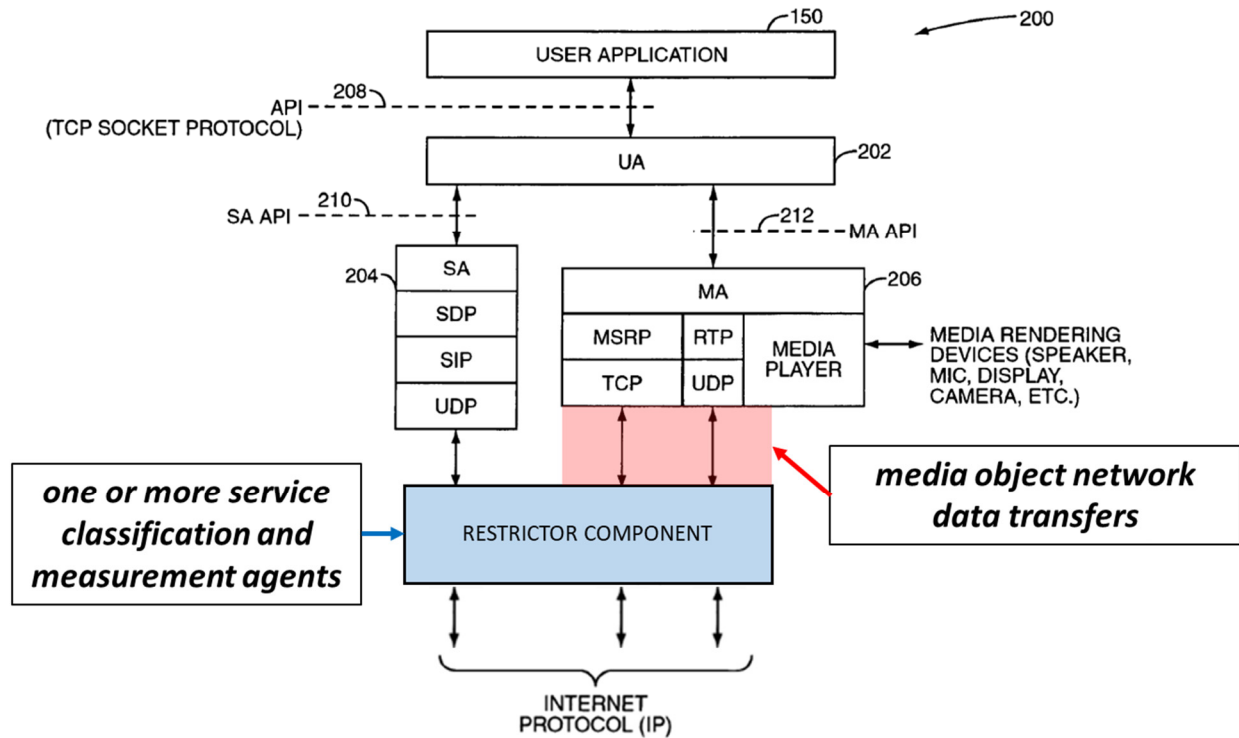 150
200
USER APPLICATION
208
API
(TCP SOCKET PROTOCOL)
UA
202
210
SA API
212
MA API
204
SA
SDP
SIP
UDP
206
MA
MSRP
RTP
TCP
UDP
MEDIA
PLAYER
MEDIA RENDERING
DEVICES (SPEAKER,
MIC, DISPLAY,
CAMERA, ETC.)
one or more service
classification and
measurement agents
RESTRICTOR COMPONENT
media object network
data transfers
INTERNET
PROTOCOL (IP)